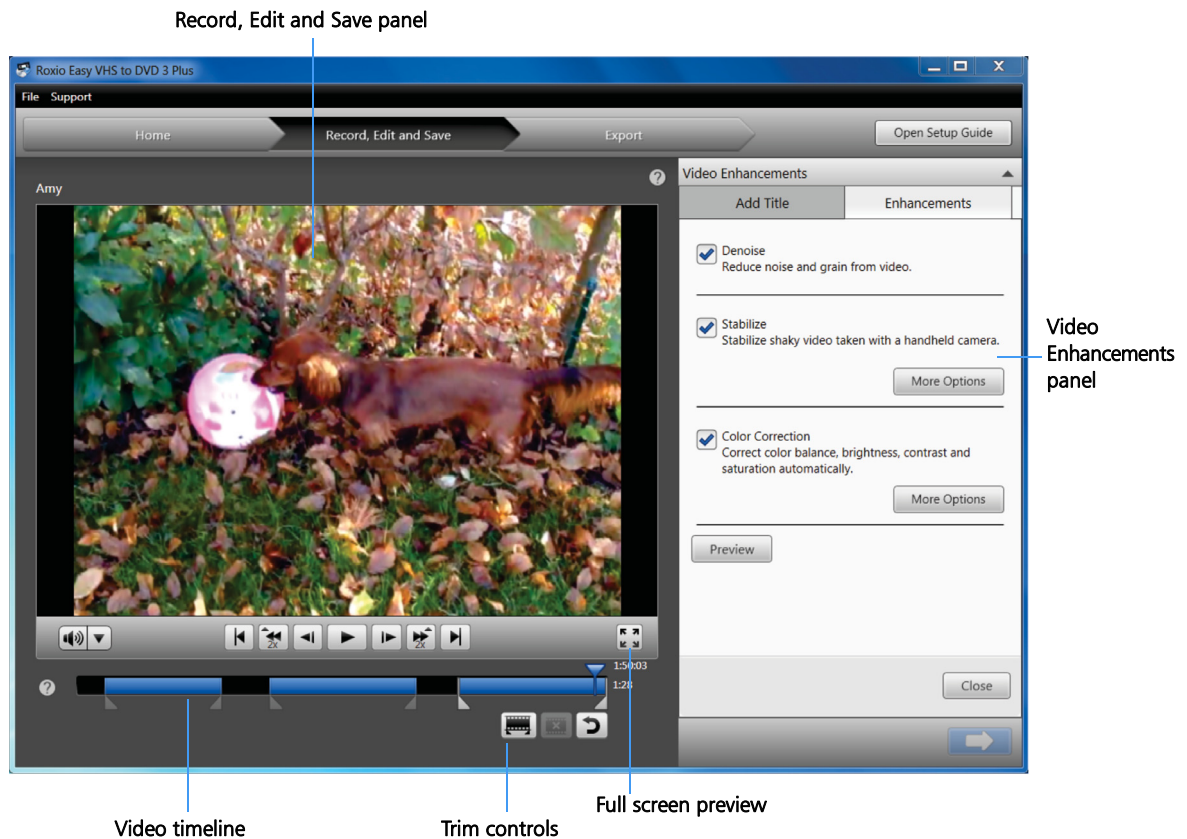 Record, Edit and Save panel
Roxio Easy VHS to DVD 3 Plus
File Support
Home
Record, Edit and Save
Export
Open Setup Guide
Amy
?
Video Enhancements
Add Title
Enhancements
Denoise
Reduce noise and grain from video.
Stabilize
Stabilize shaky video taken with a handheld camera.
More Options
Color Correction
Correct color balance, brightness, contrast and
saturation automatically.
More Options
Preview
Video
Enhancements
panel
2x
2x
1:50:03
1:28
?
Close
Full screen preview
Video timeline
Trim controls